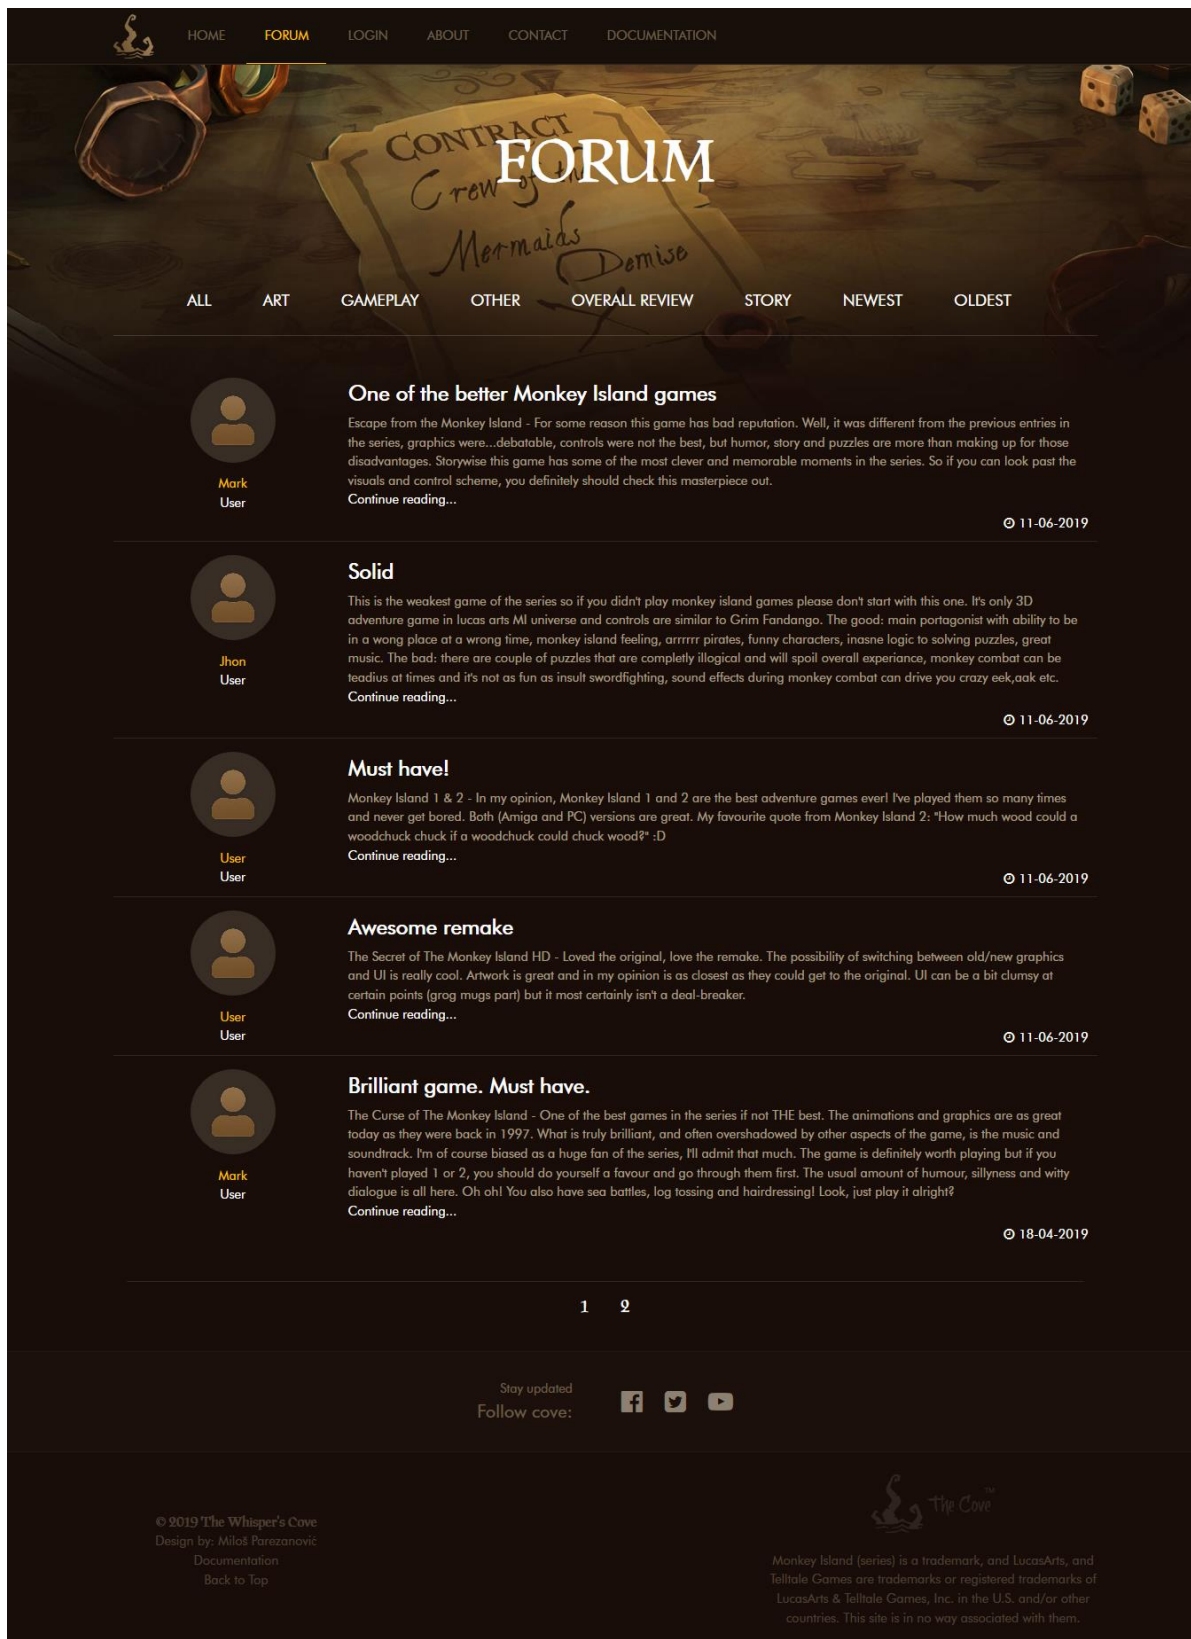 HOME FORUM LOGIN ABOUT CONTACT DOCUMENTATION
CONTRACT
FORUM
Crew of the
Mermaids
Demise
ALL ART GAMEPLAY OTHER OVERALL REVIEW STORY NEWEST OLDEST
One of the better Monkey Island games
Escape from the Monkey Island - For some reason this game has bad reputation. Well, it was different from the previous entries in
the series, graphics were...debatable, controls were not the best, but humor, story and puzzles are more than making up for those
disadvantages. Storywise this game has some of the most clever and memorable moments in the series. So if you can look past the
visuals and control scheme, you definitely should check this masterpiece out.
Continue reading...
Mark
User
11-06-2019
Solid
This is the weakest game of the series so if you didn't play monkey island games please don't start with this one. It's only 3D
adventure game in lucas arts MI universe and controls are similar to Grim Fandango. The good: main portagonist with ability to be
in a wong place at a wrong time, monkey island feeling, arrrrrr pirates, funny characters, inasne logic to solving puzzles, great
music. The bad: there are couple of puzzles that are completly illogical and will spoil overall experiance, monkey combat can be
teadius at times and it's not as fun as insult swordfighting, sound effects during monkey combat can drive you crazy eek,aak etc.
Continue reading...
Jhon
User
11-06-2019
Must have!
Monkey Island 1 & 2 - In my opinion, Monkey Island 1 and 2 are the best adventure games ever! I've played them so many times
and never get bored. Both (Amiga and PC) versions are great. My favourite quote from Monkey Island 2: "How much wood could a
woodchuck chuck if a woodchuck could chuck wood?" :D
Continue reading...
User
User
11-06-2019
Awesome remake
The Secret of The Monkey Island HD - Loved the original, love the remake. The possibility of switching between old/new graphics
and UI is really cool. Artwork is great and in my opinion is as closest as they could get to the original. UI can be a bit clumsy at
certain points (grog mugs part) but it most certainly isn't a deal-breaker.
Continue reading...
User
User
11-06-2019
Brilliant game. Must have.
The Curse of The Monkey Island - One of the best games in the series if not THE best. The animations and graphics are as great
today as they were back in 1997. What is truly brilliant, and often overshadowed by other aspects of the game, is the music and
soundtrack. I'm of course biased as a huge fan of the series, I'll admit that much. The game is definitely worth playing but if you
haven't played 1 or 2, you should do yourself a favour and go through them first. The usual amount of humour, sillyness and witty
dialogue is all here. Oh oh! You also have sea battles, log tossing and hairdressing! Look, just play it alright?
Continue reading...
Mark
User
18-04-2019
1 2
Stay updated
Follow cove:
The Cove™
© 2019 The Whisper's Cove
Design by: Miloš Parezanović
Documentation
Back to Top
Monkey Island (series) is a trademark, and LucasArts, and
Telltale Games are trademarks or registered trademarks of
LucasArts & Telltale Games, Inc. in the U.S. and/or other
countries. This site is in no way associated with them.